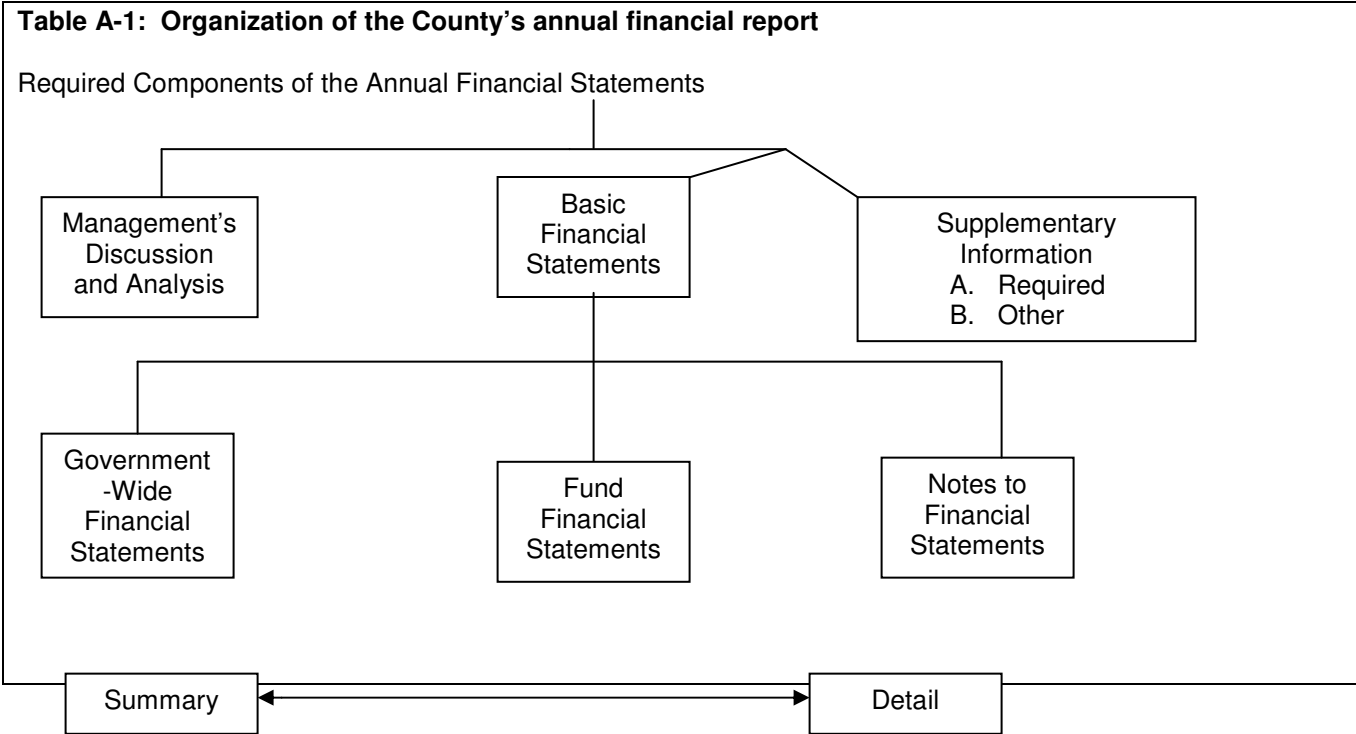 Table A-1:  Organization of the County’s annual financial report
Required Components of the Annual Financial Statements
Management’s
Discussion
and Analysis
Basic
Financial
Statements
Supplementary
Information
A. Required
B. Other
Government
-Wide
Financial
Statements
Fund
Financial
Statements
Notes to
Financial
Statements
Summary
Detail